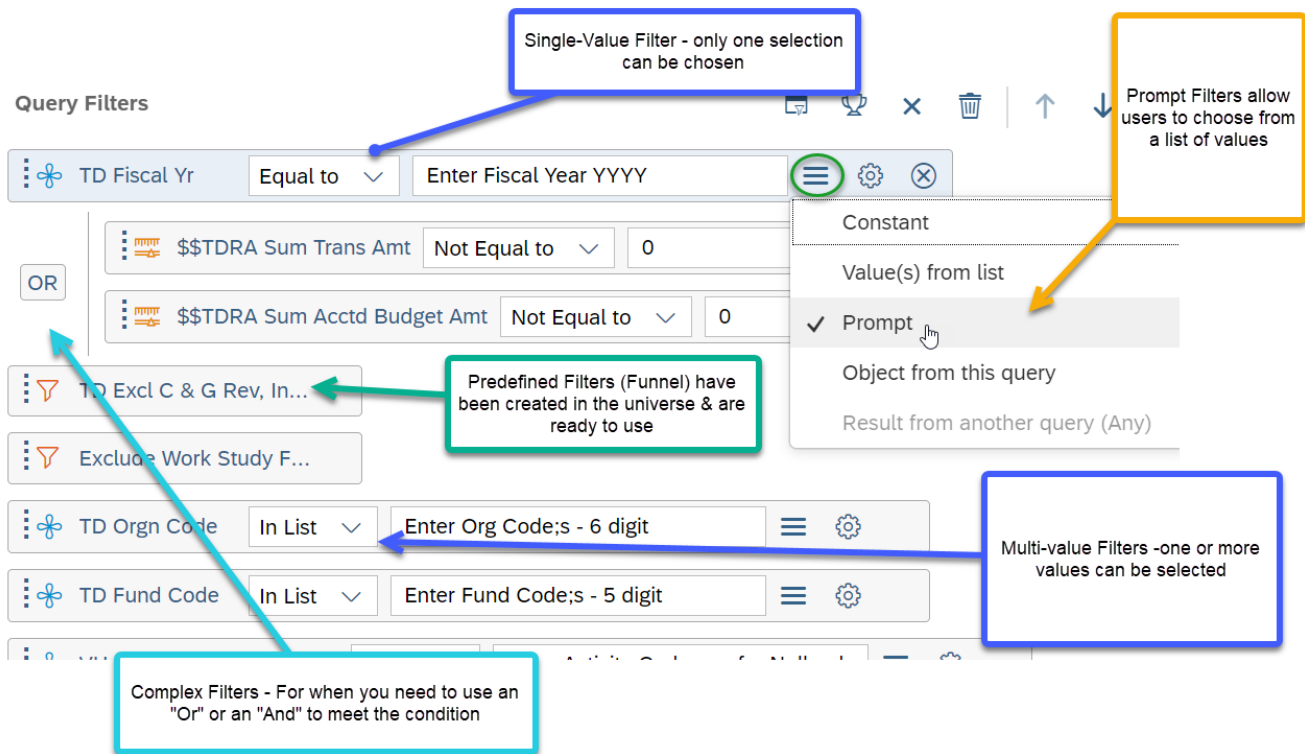 Single-Value Filter - only one selection
can be chosen
Prompt Filters allow
users to choose from
a list of values
Query Filters
TD Fiscal Yr Equal to Enter Fiscal Year YYYY
Constant
$$TDRA Sum Trans Amt Not Equal to 0
Value(s) from list
OR
$$TDRA Sum Acctd Budget Amt Not Equal to 0
Prompt
Object from this query
Result from another query (Any)
TD Excl C & G Rev, In...
Predefined Filters (Funnel) have
been created in the universe & are
ready to use
Exclude Work Study F...
TD Orgn Code In List Enter Org Code;s - 6 digit
Multi-value Filters -one or more
values can be selected
TD Fund Code In List Enter Fund Code;s - 5 digit
Complex Filters - For when you need to use an
"Or" or an "And" to meet the condition